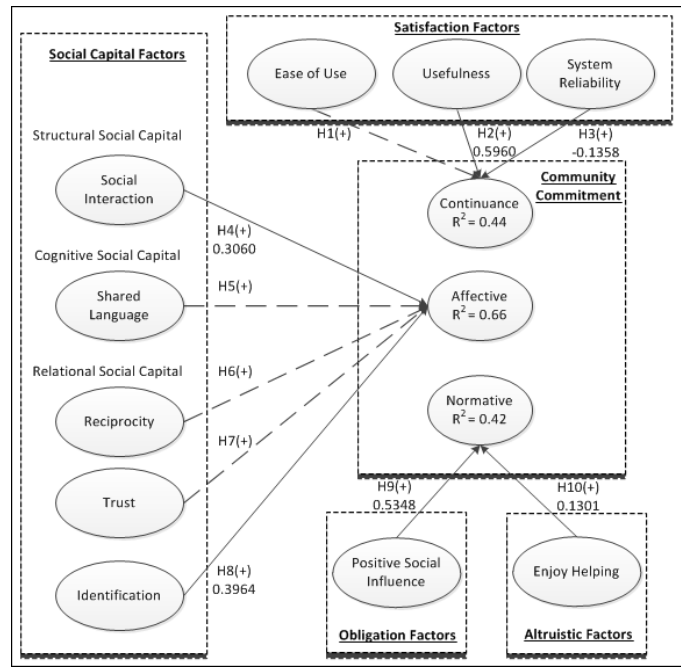 Social Capital Factors
Satisfaction Factors
Ease of Use
Usefulness
System
Reliability
H1(+)
H2(+)
0.5960
H3(+)
-0.1358
Structural Social Capital
Social
Interaction
H4(+)
0.3060
Community
Commitment
Continuance
R² = 0.44
Cognitive Social Capital
Shared
Language
H5(+)
Affective
R² = 0.66
Relational Social Capital
Reciprocity
H6(+)
Normative
R² = 0.42
Trust
H7(+)
Identification
H8(+)
0.3964
H9(+)
0.5348
H10(+)
0.1301
Positive Social
Influence
Enjoy Helping
Obligation Factors
Altruistic Factors